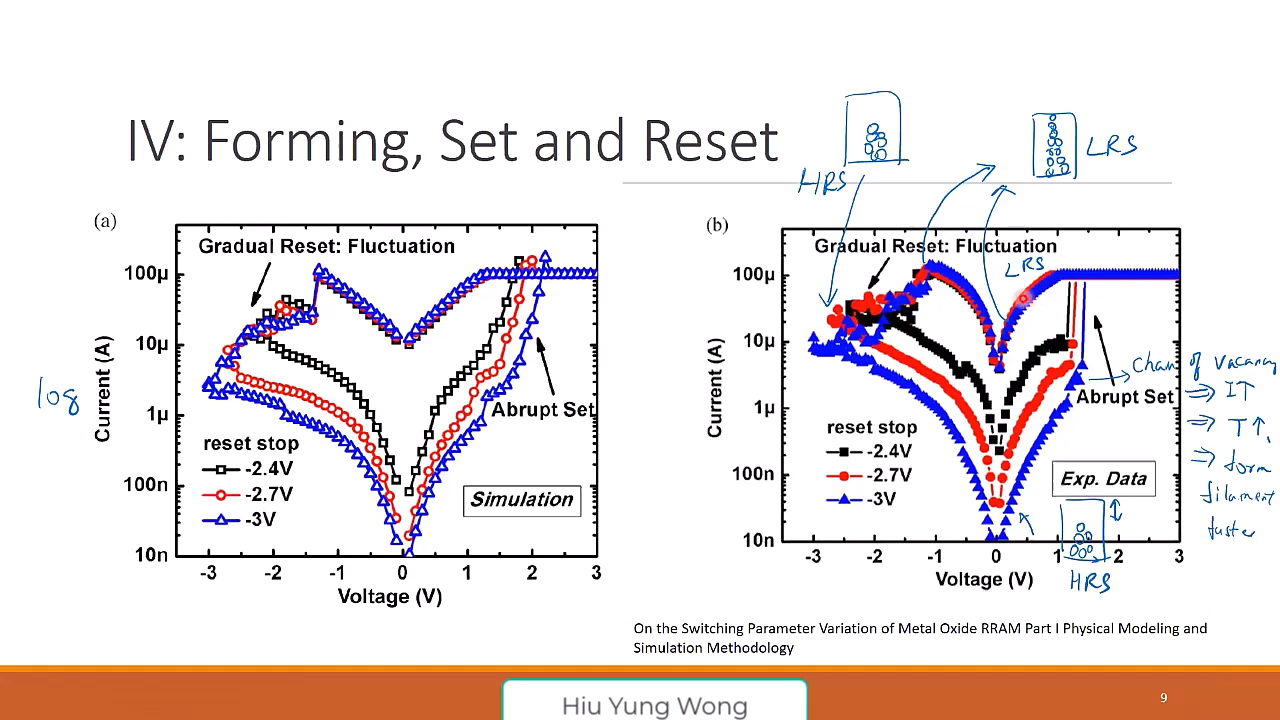 IV: Forming, Set and Reset
HRS
LRS
(a)
Gradual Reset: Fluctuation
100µ
10µ
1µ
100n
10n
Current (A)
log
Abrupt Set
reset stop
-2.4V
-2.7V
-3V
Simulation
-3 -2 -1 0 1 2 3
Voltage (V)
(b)
Gradual Reset: Fluctuation
LRS
100µ
10µ
1µ
100n
10n
Current (A)
Abrupt Set
reset stop
-2.4V
-2.7V
-3V
Exp. Data
HRS
-3 -2 -1 0 1 2 3
Voltage (V)
of vacancy
⇒ I↑
⇒ T↑
⇒ form
filament
faster
On the Switching Parameter Variation of Metal Oxide RRAM Part I Physical Modeling and
Simulation Methodology
Hiu Yung Wong
9